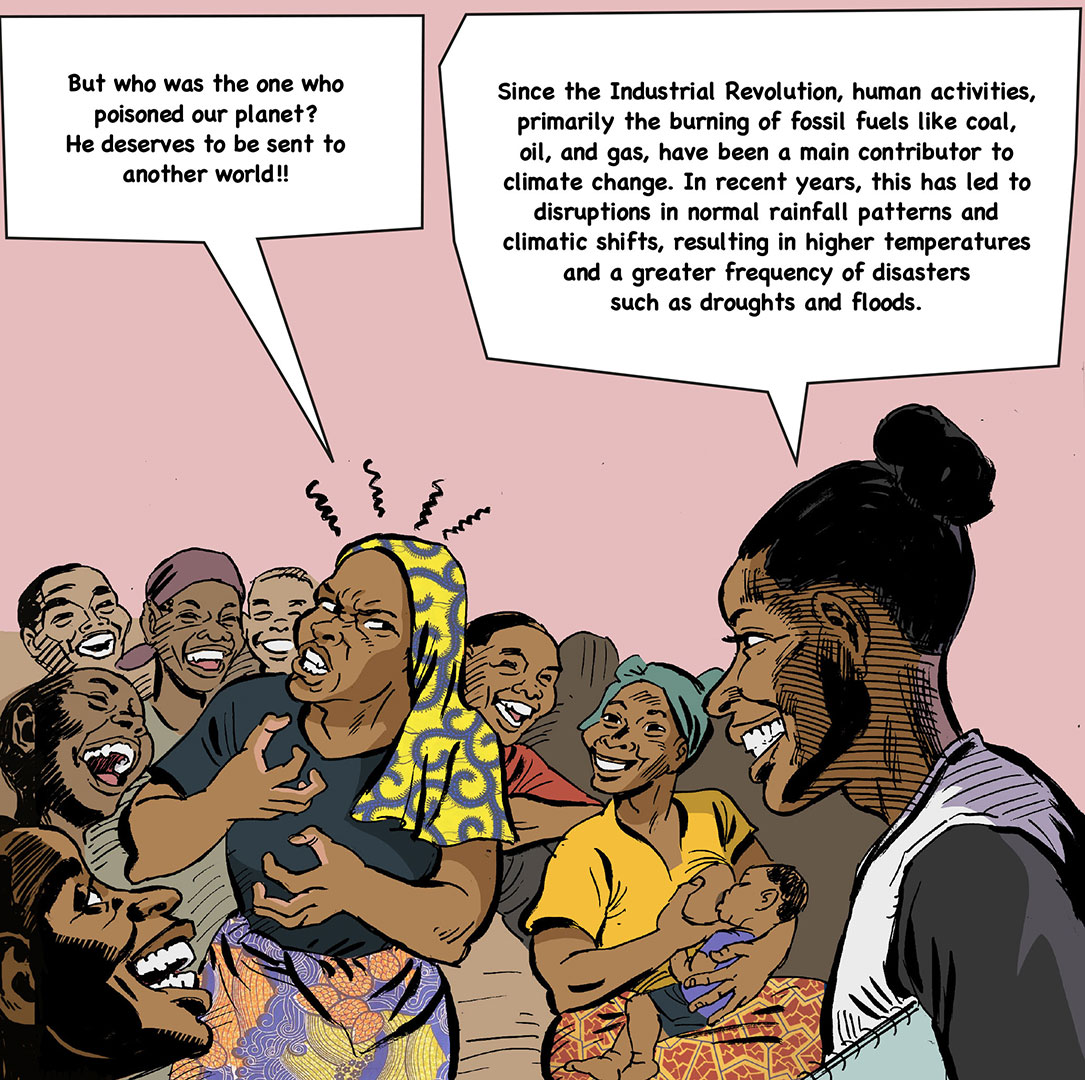 But who was the one who
poisoned our planet?
He deserves to be sent to
another world!!
Since the Industrial Revolution, human activities,
primarily the burning of fossil fuels like coal,
oil, and gas, have been a main contributor to
climate change. In recent years, this has led to
disruptions in normal rainfall patterns and
climatic shifts, resulting in higher temperatures
and a greater frequency of disasters
such as droughts and floods.